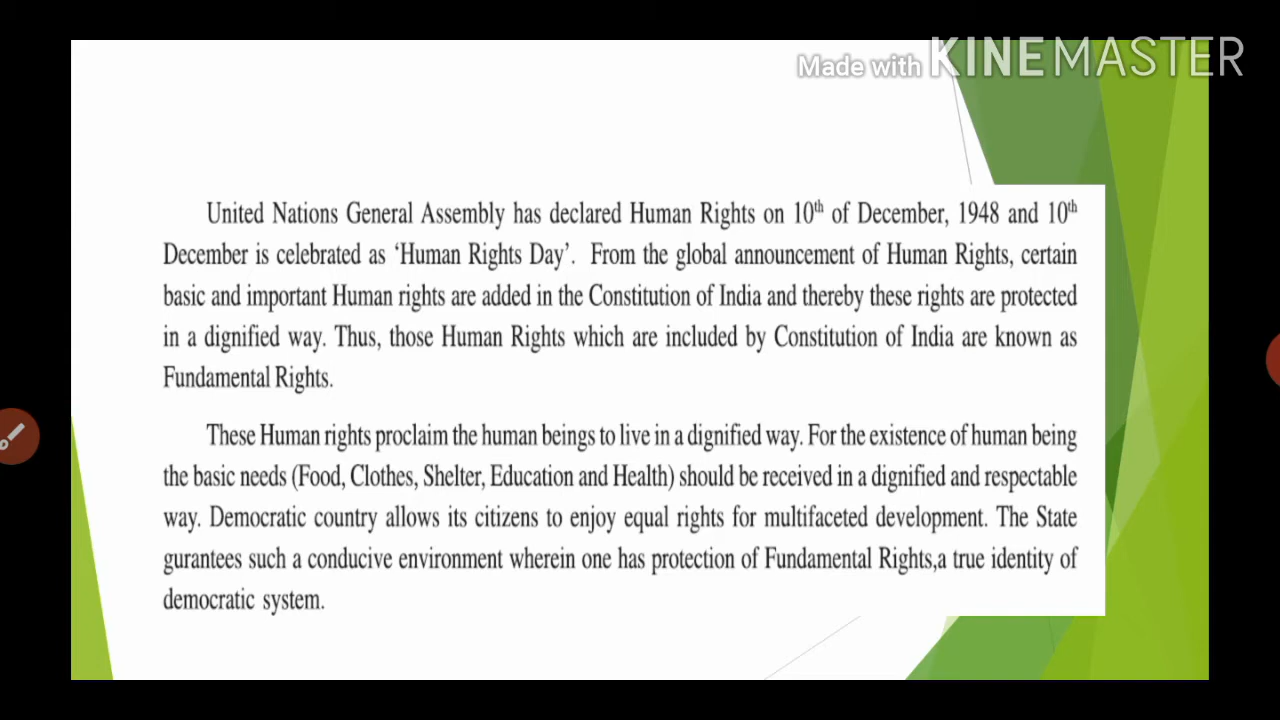 Made with KINEMASTER
United Nations General Assembly has declared Human Rights on 10th of December, 1948 and 10th
December is celebrated as ‘Human Rights Day’. From the global announcement of Human Rights, certain
basic and important Human rights are added in the Constitution of India and thereby these rights are protected
in a dignified way. Thus, those Human Rights which are included by Constitution of India are known as
Fundamental Rights.
These Human rights proclaim the human beings to live in a dignified way. For the existence of human being
the basic needs (Food, Clothes, Shelter, Education and Health) should be received in a dignified and respectable
way. Democratic country allows its citizens to enjoy equal rights for multifaceted development. The State
gurantees such a conducive environment wherein one has protection of Fundamental Rights,a true identity of
democratic system.